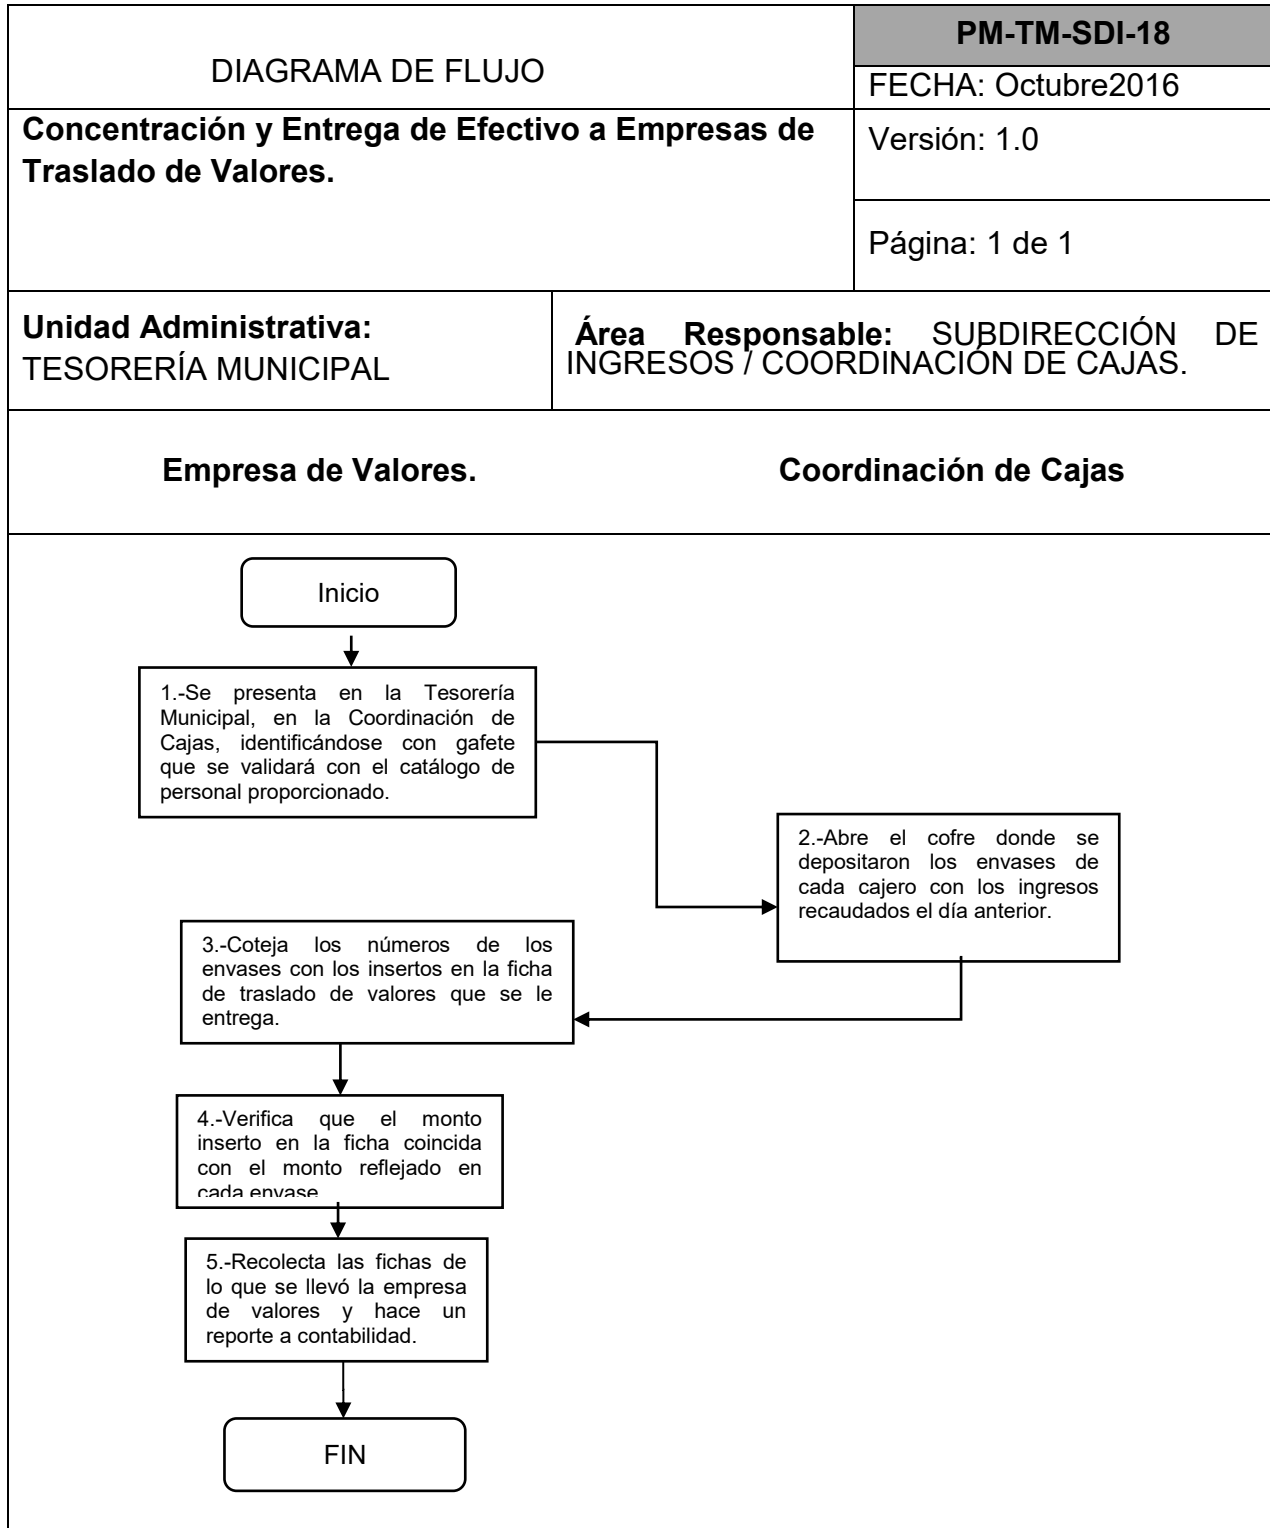 DIAGRAMA DE FLUJO
PM-TM-SDI-18
FECHA: Octubre2016
Concentración y Entrega de Efectivo a Empresas de
Traslado de Valores.
Versión: 1.0
Página: 1 de 1
Unidad Administrativa:
TESORERÍA MUNICIPAL
Área Responsable: SUBDIRECCIÓN DE
INGRESOS / COORDINACIÓN DE CAJAS.
Empresa de Valores.
Coordinación de Cajas
Inicio
1.-Se presenta en la Tesorería
Municipal, en la Coordinación de
Cajas, identificándose con gafete
que se validará con el catálogo de
personal proporcionado.
2.-Abre el cofre donde se
depositaron los envases de
cada cajero con los ingresos
recaudados el día anterior.
3.-Coteja los números de los
envases con los insertos en la ficha
de traslado de valores que se le
entrega.
4.-Verifica que el monto
inserto en la ficha coincida
con el monto reflejado en
cada envase
5.-Recolecta las fichas de
lo que se llevó la empresa
de valores y hace un
reporte a contabilidad.
FIN